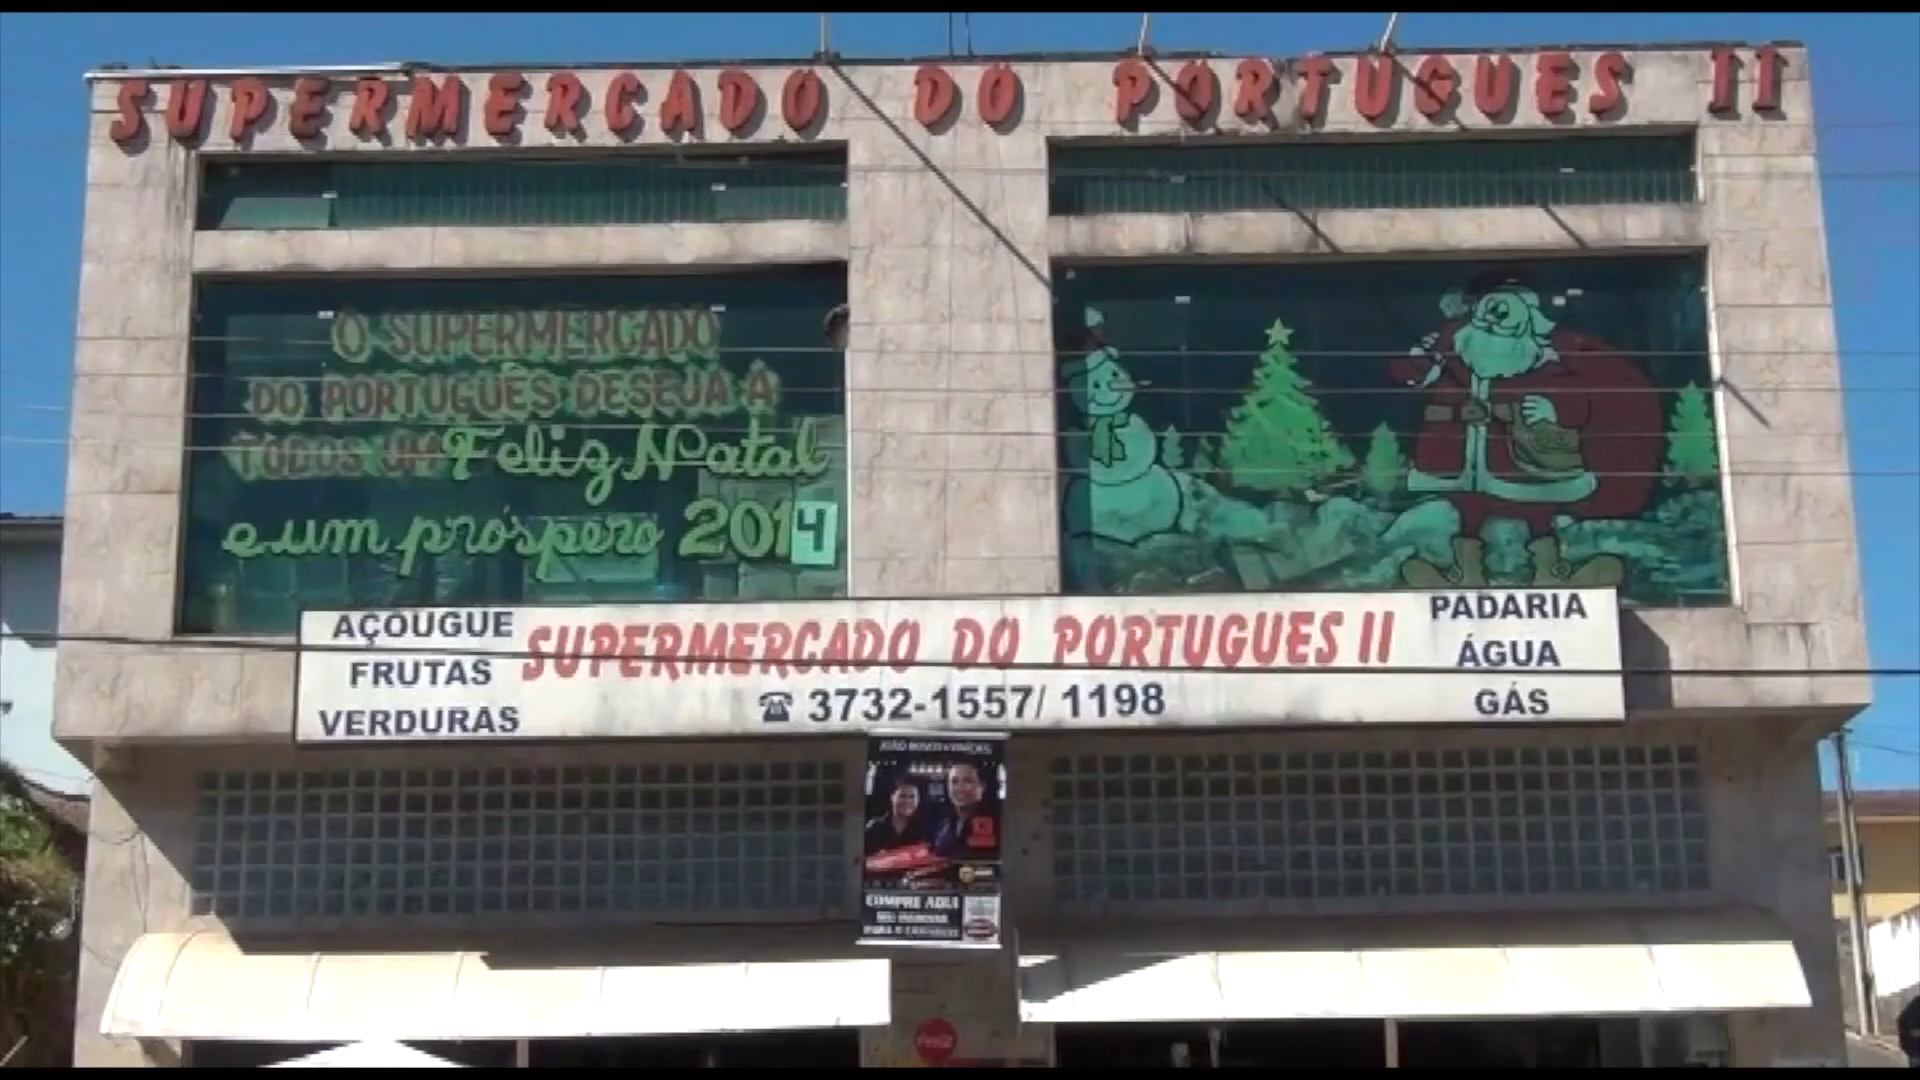 SUPERMERCADO DO PORTUGUES II
O SUPERMERCADO
DO PORTUGUÊS DESEJA À
TODOS UM Feliz Natal
e um próspero 2014
AÇOUGUE
FRUTAS
VERDURAS
SUPERMERCADO DO PORTUGUES II
☎ 3732-1557/ 1198
PADARIA
ÁGUA
GÁS
13
COMPRE AQUI